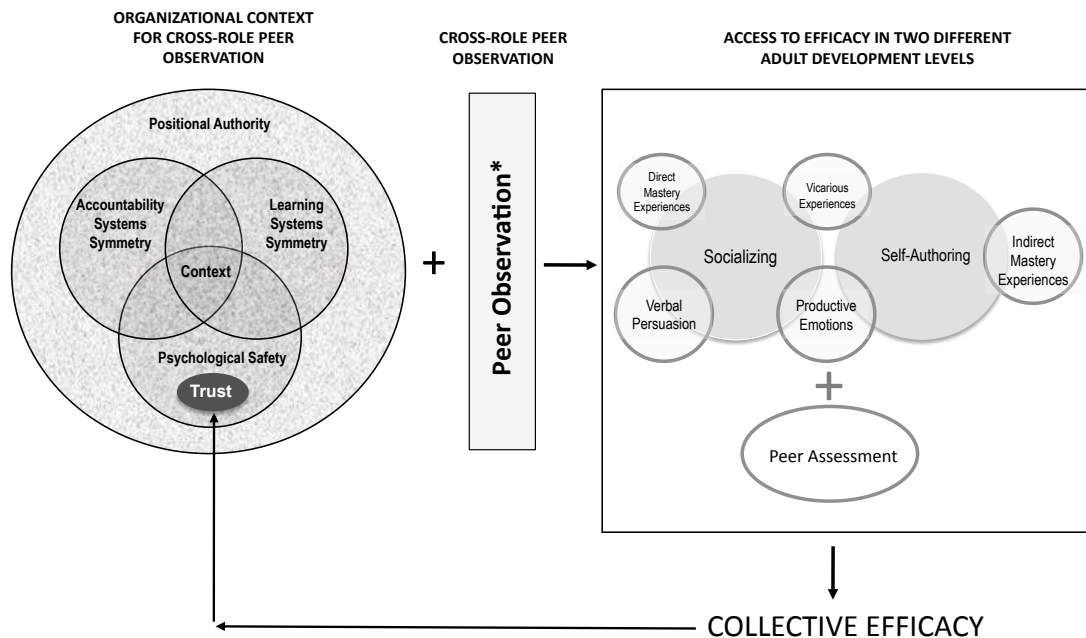 ORGANIZATIONAL CONTEXT
FOR CROSS-ROLE PEER
OBSERVATION
CROSS-ROLE PEER
OBSERVATION
ACCESS TO EFFICACY IN TWO DIFFERENT
ADULT DEVELOPMENT LEVELS
Positional Authority
Accountability
Systems
Symmetry
Learning
Systems
Symmetry
Context
Psychological Safety
Trust
+
Peer Observation*
Direct
Mastery
Experiences
Vicarious
Experiences
Socializing
Self-Authoring
Indirect
Mastery
Experiences
Verbal
Persuasion
Productive
Emotions
+
Peer Assessment
COLLECTIVE EFFICACY